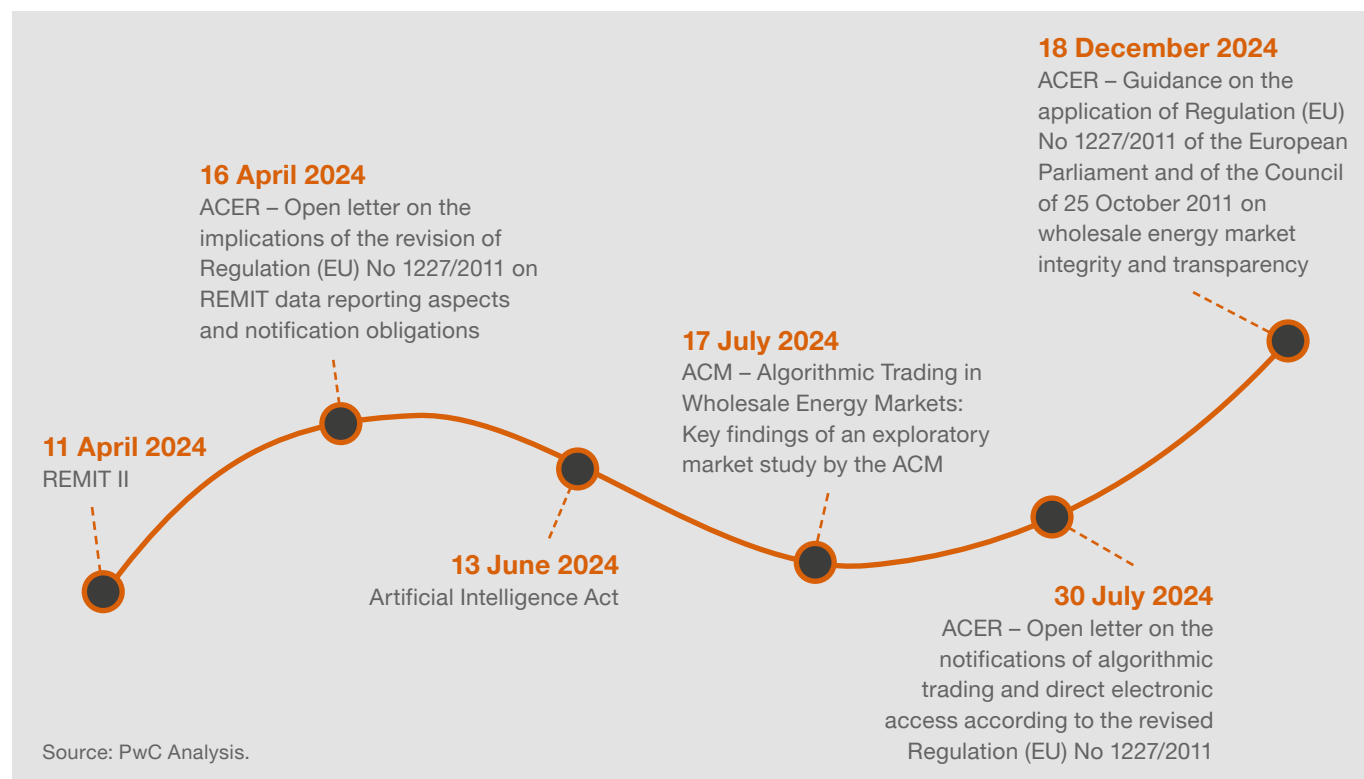 11 April 2024
REMIT II
16 April 2024
ACER – Open letter on the
implications of the revision of
Regulation (EU) No 1227/2011 on
REMIT data reporting aspects
and notification obligations
13 June 2024
Artificial Intelligence Act
17 July 2024
ACM – Algorithmic Trading in
Wholesale Energy Markets:
Key findings of an exploratory
market study by the ACM
30 July 2024
ACER – Open letter on the
notifications of algorithmic
trading and direct electronic
access according to the revised
Regulation (EU) No 1227/2011
18 December 2024
ACER – Guidance on the
application of Regulation (EU)
No 1227/2011 of the European
Parliament and of the Council
of 25 October 2011 on
wholesale energy market
integrity and transparency
Source: PwC Analysis.